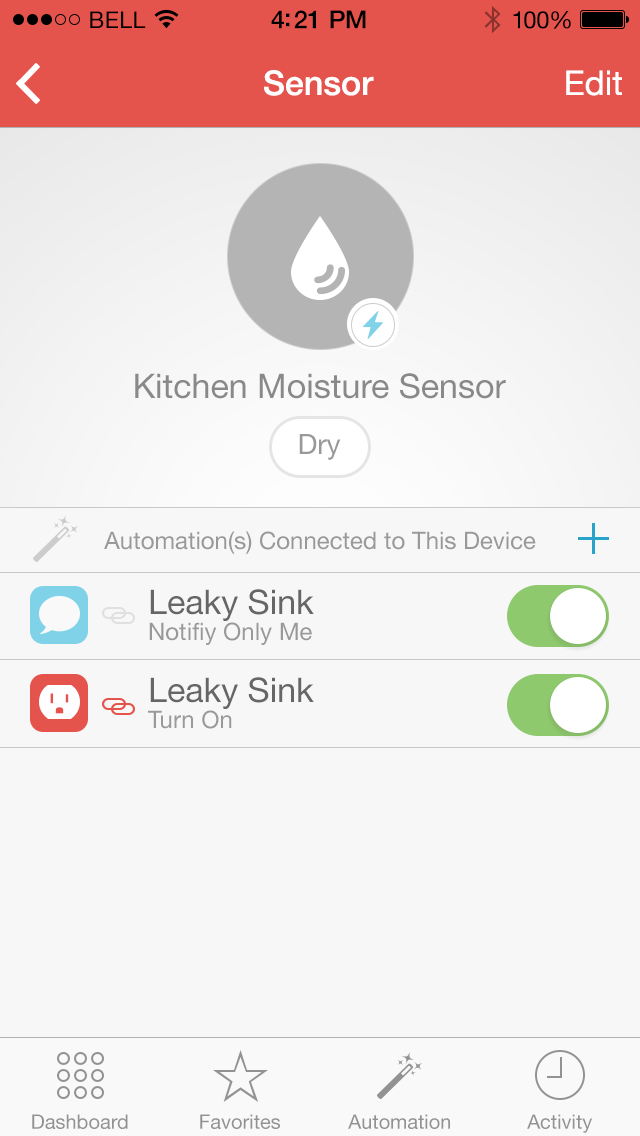 BELL 4:21 PM 100%
Sensor Edit
Kitchen Moisture Sensor
Dry
Automation(s) Connected to This Device
Leaky Sink
Notifiy Only Me
Leaky Sink
Turn On
Dashboard Favorites Automation Activity